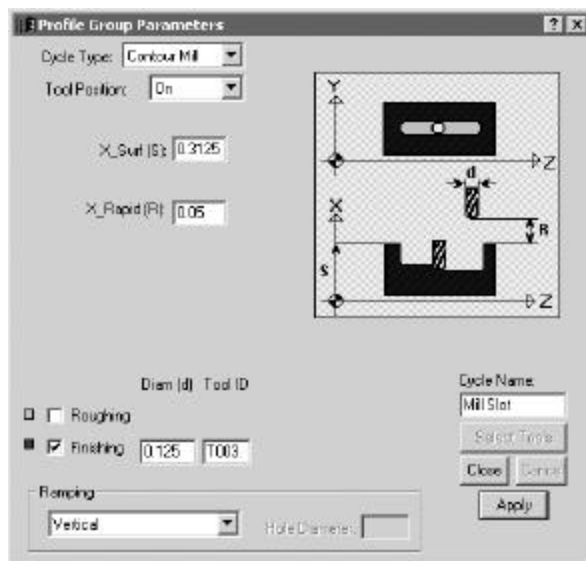 Profile Group Parameters
Cycle Type: Contour Mill
Tool Position: On
X_Surf (S): 0.3125
X_Rapid (R): 0.05
Y
Z
d
X
R
S
Z
Diam (d) Tool ID
Roughing
Finishing 0.125 T003
Cycle Name:
Mill Slot
Select Tools
Close Cancel
Apply
Ramping
Vertical
Hole Diameter: